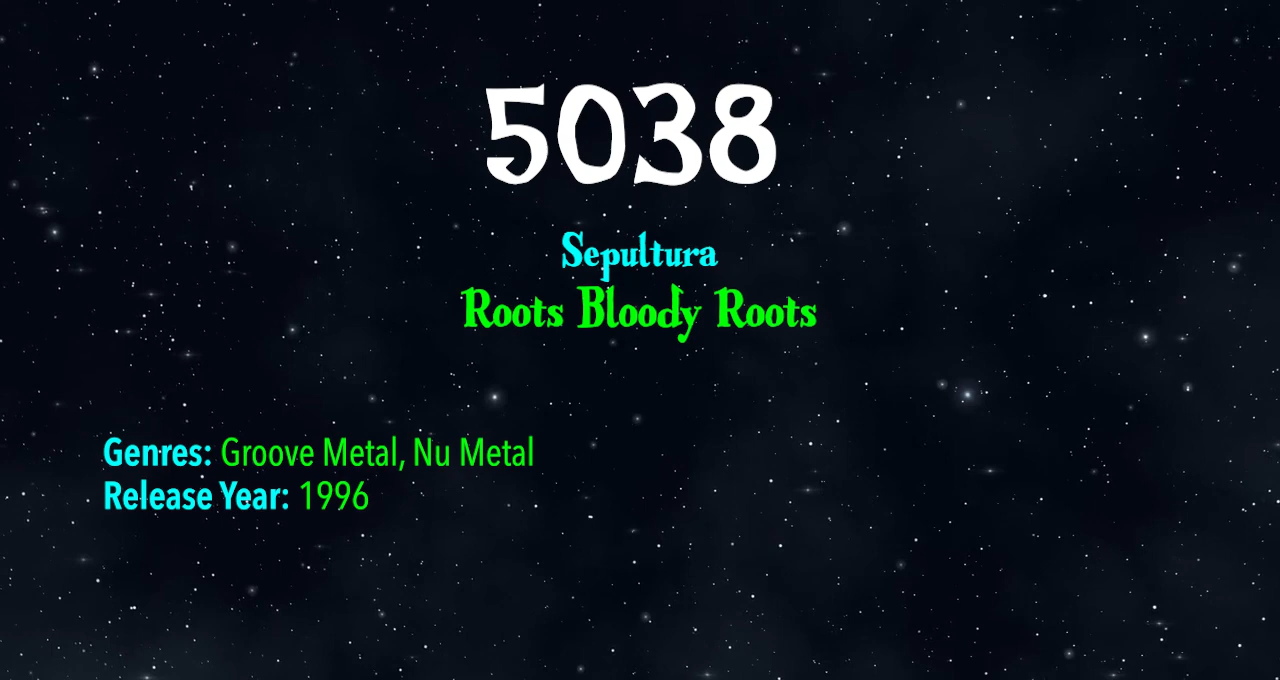 5038
Sepultura
Roots Bloody Roots
Genres: Groove Metal, Nu Metal
Release Year: 1996